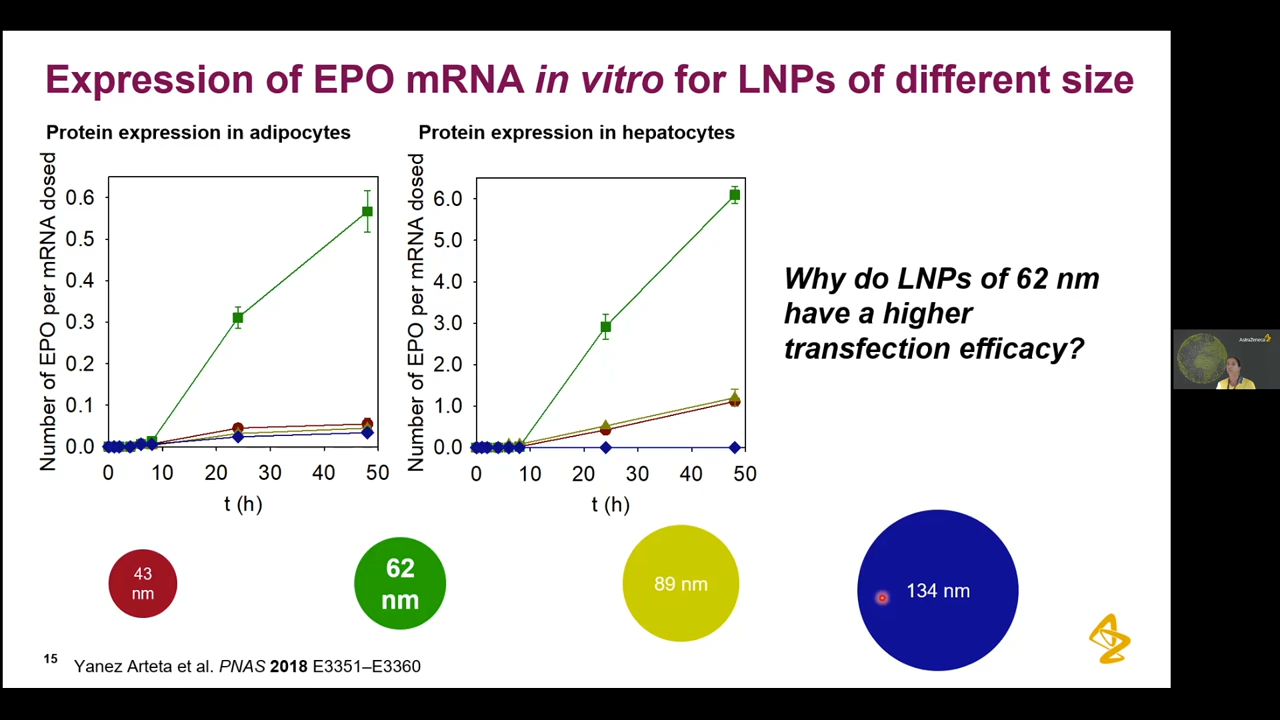 Expression of EPO mRNA in vitro for LNPs of different size
Protein expression in adipocytes
Protein expression in hepatocytes
Number of EPO per mRNA dosed
0.6
0.5
0.4
0.3
0.2
0.1
0.0
0 10 20 30 40 50
t (h)
Number of EPO per mRNA dosed
6.0
5.0
4.0
3.0
2.0
1.0
0.0
0 10 20 30 40 50
t (h)
Why do LNPs of 62 nm
have a higher
transfection efficacy?
AstraZeneca
43
nm
62
nm
89 nm
134 nm
15
Yanez Arteta et al. PNAS 2018 E3351–E3360